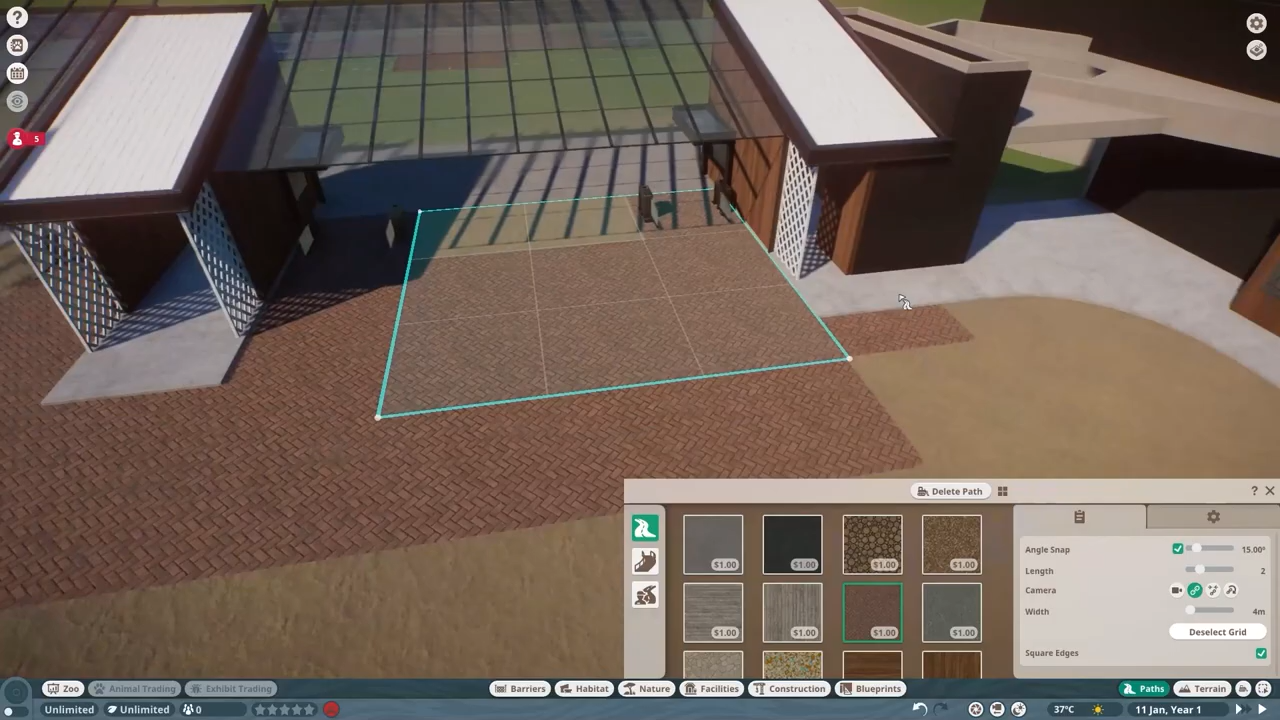 ?
5
Delete Path
?
$1.00 $1.00 $1.00 $1.00
$1.00 $1.00 $1.00 $1.00
Angle Snap 15.00°
Length 2
Camera
Width 4m
Deselect Grid
Square Edges
Zoo Animal Trading Exhibit Trading Barriers Habitat Nature Facilities Construction Blueprints Paths Terrain
Unlimited Unlimited 0 37°C 11 Jan, Year 1